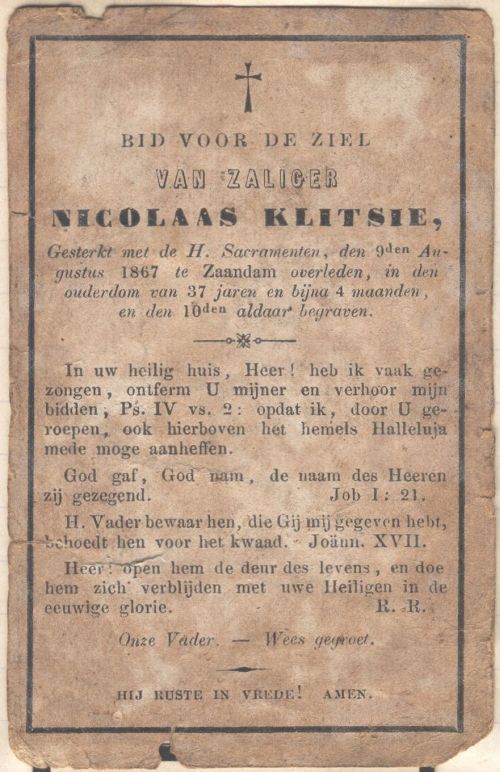 BID VOOR DE ZIEL
VAN ZALIGER
NICOLAAS KLITSIE,
Gesterkt met de H. Sacramenten, den 9den Au-
gustus 1867 te Zaandam overleden, in den
ouderdom van 37 jaren en bijna 4 maanden,
en den 10den aldaar begraven.
In uw heilig huis, Heer! heb ik vaak ge-
zongen, ontferm U mijner en verhoor mijn
bidden, Ps. IV vs. 2: opdat ik, door U ge-
roepen, ook hierboven het hemels Halleluja
mede moge aanheffen.
God gaf, God nam, de naam des Heeren
zij gezegend. Job 1: 21.
H. Vader bewaar hen, die Gij mij gegeven hebt,
behoedt hen voor het kwaad. Joänn. XVII.
Heer! open hem de deur des levens, en doe
hem zich verblijden met uwe Heiligen in de
eeuwige glorie. R. R.
Onze Vader. — Wees gegroet.
HIJ RUSTE IN VREDE! AMEN.